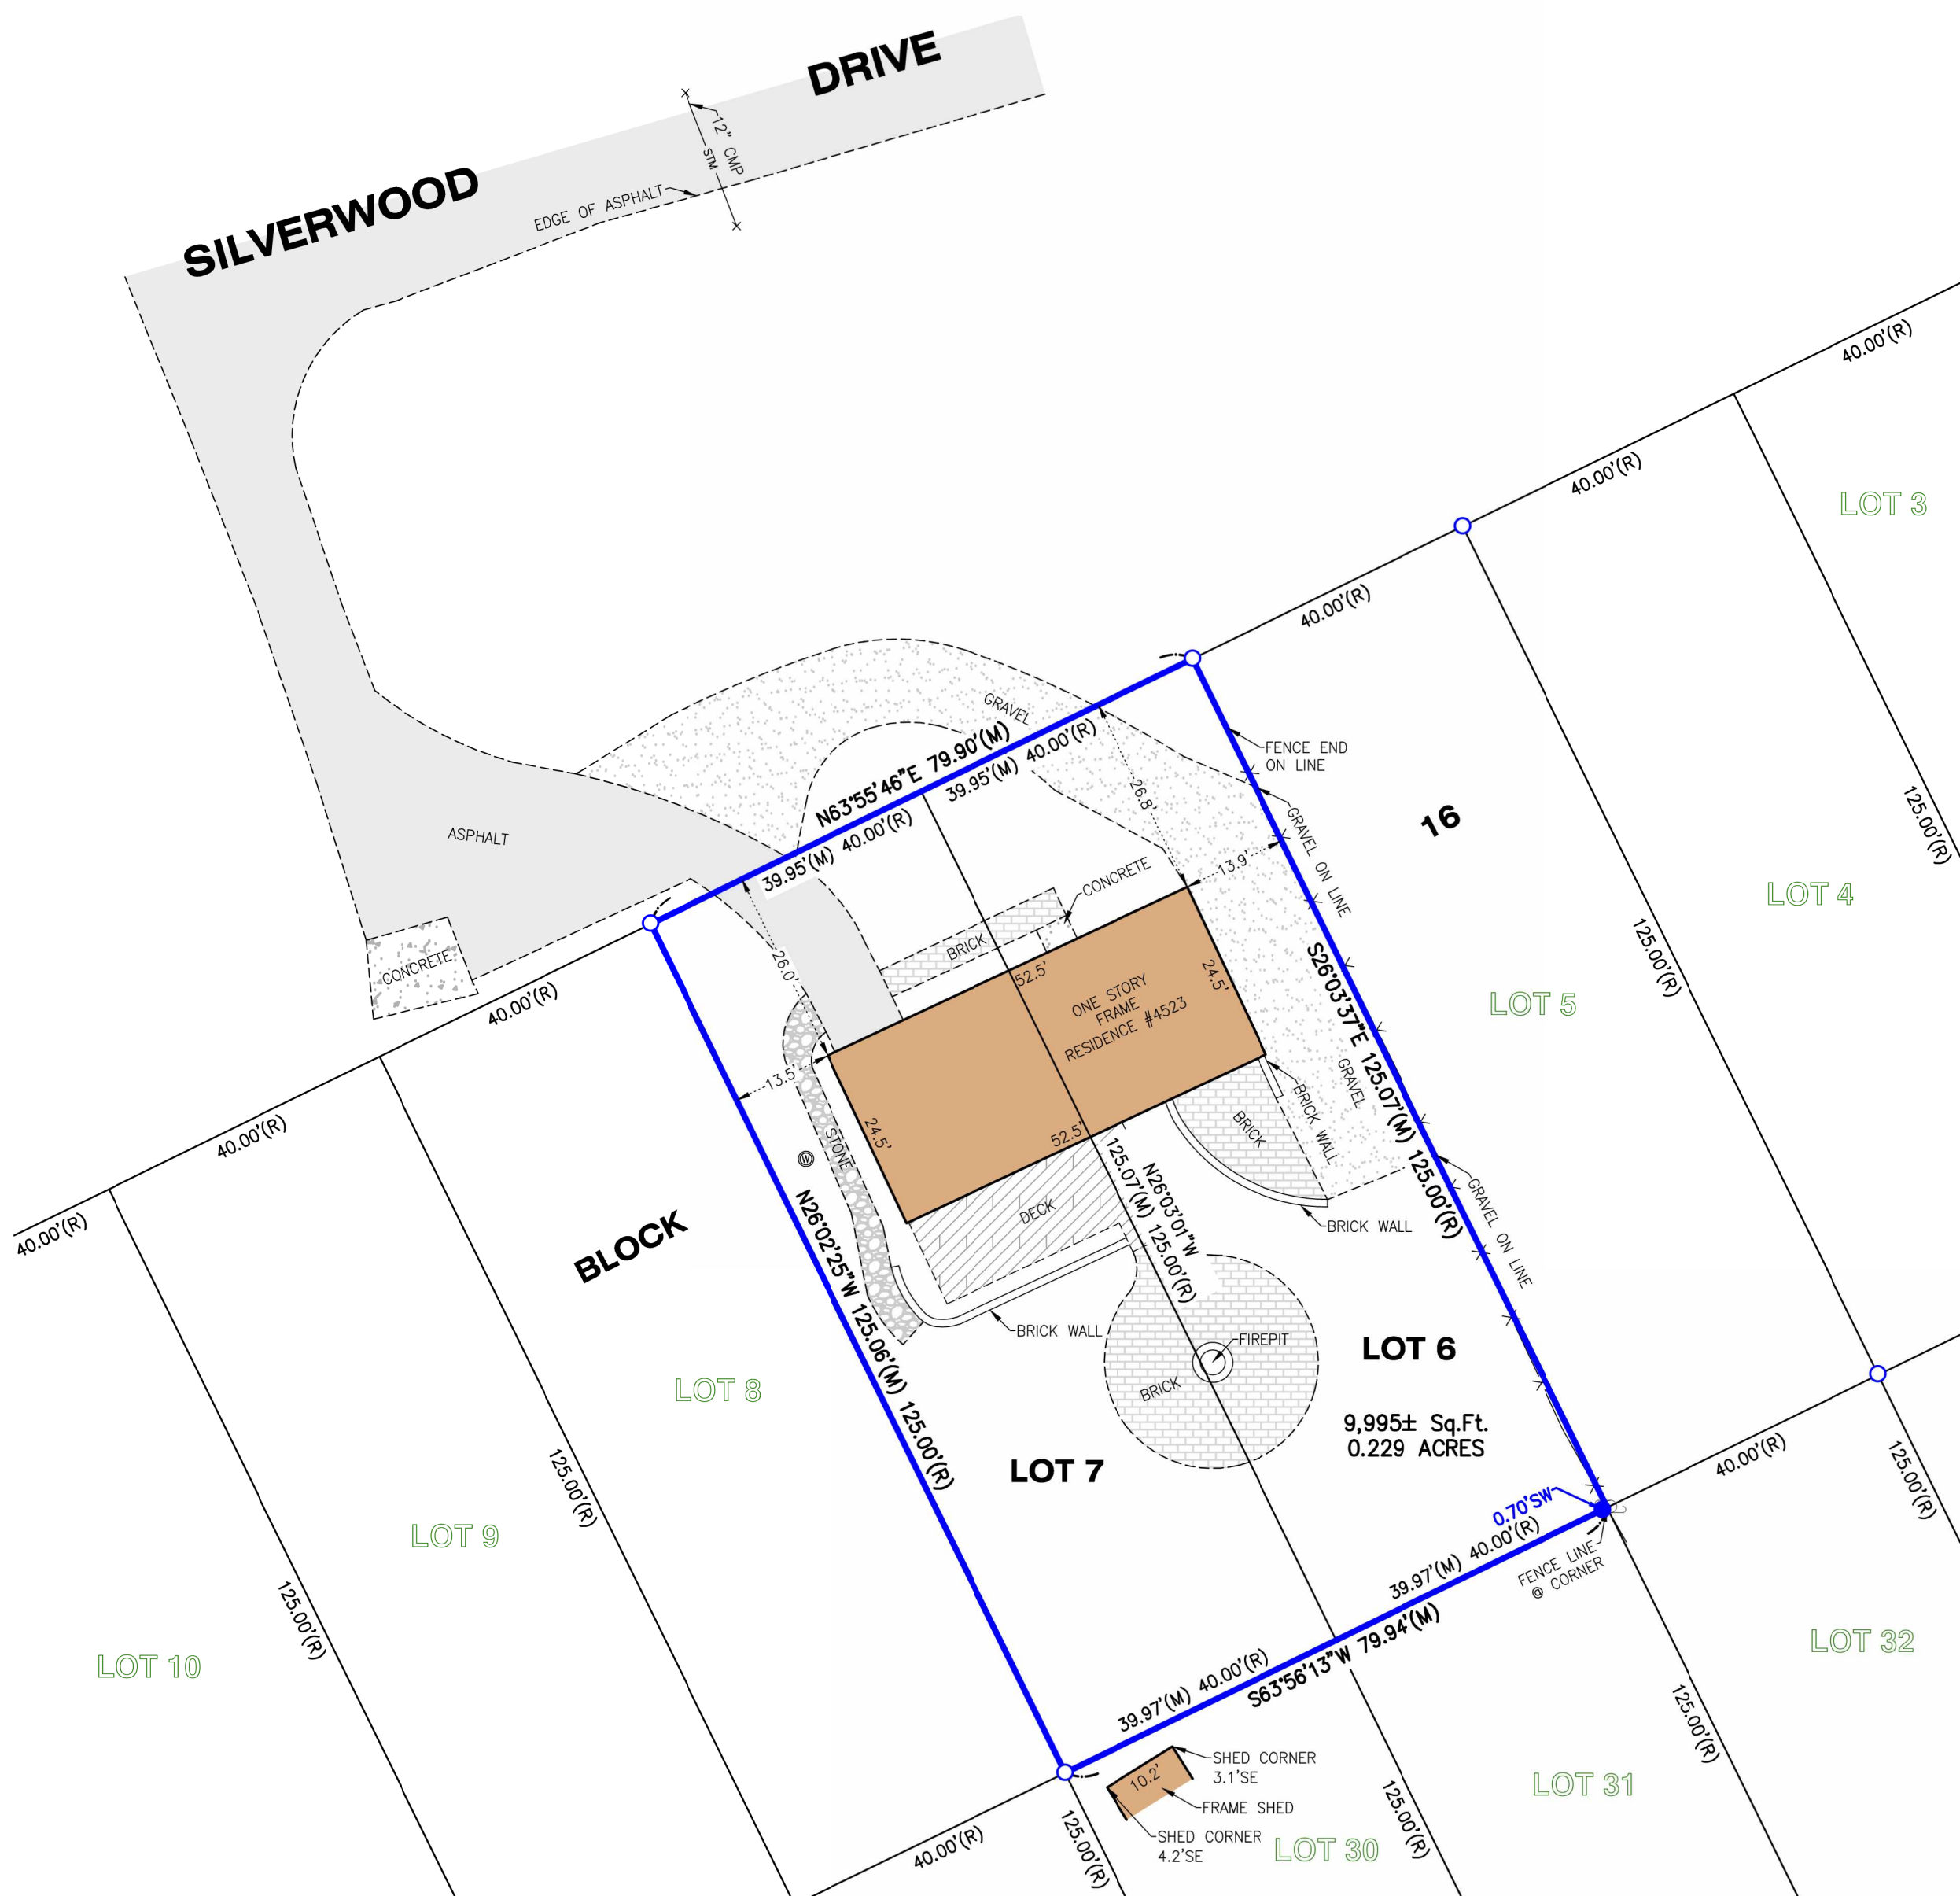 SILVERWOOD DRIVE
12" CMP
STM
EDGE OF ASPHALT
40.00'(R)
40.00'(R)
LOT 3
40.00'(R)
GRAVEL
N63°55'46"E 79.90'(M)
39.95'(M) 40.00'(R)
39.95'(M) 40.00'(R)
FENCE END
ON LINE
26.8'
16
125.00'(R)
ASPHALT
GRAVEL ON LINE
13.9'
CONCRETE
LOT 4
CONCRETE
BRICK
26.0'
40.00'(R)
52.5'
ONE STORY
FRAME
RESIDENCE #4523
24.5'
S26°03'37"E 125.07'(M) 125.00'(R)
LOT 5
125.00'(R)
13.5'
GRAVEL
40.00'(R)
24.5'
STONE
52.5'
BRICK
BRICK WALL
W
N26°03'01"W
125.07'(M) 125.00'(R)
DECK
BRICK WALL
GRAVEL ON LINE
40.00'(R)
BLOCK
N26°02'25"W 125.06'(M) 125.00'(R)
BRICK WALL
FIREPIT
BRICK
LOT 6
9,995± Sq.Ft.
0.229 ACRES
LOT 8
LOT 7
40.00'(R)
125.00'(R)
125.00'(R)
LOT 9
0.70'SW
39.97'(M) 40.00'(R)
FENCE LINE
@ CORNER
S63°56'13"W 79.94'(M)
39.97'(M) 40.00'(R)
125.00'(R)
LOT 10
LOT 32
125.00'(R)
SHED CORNER
3.1'SE
10.2'
FRAME SHED
SHED CORNER
4.2'SE
LOT 31
LOT 30
40.00'(R)
125.00'(R)
125.00'(R)